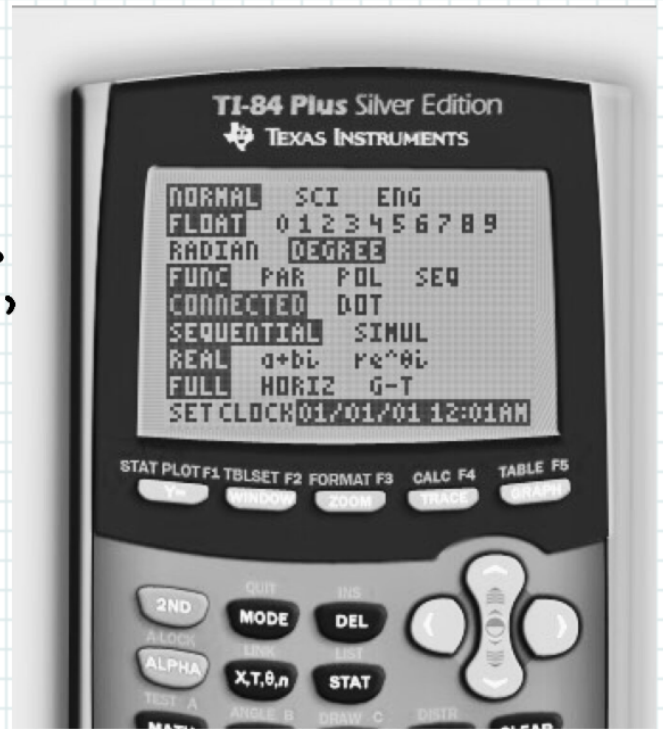 TI-84 Plus Silver Edition
TEXAS INSTRUMENTS
NORMAL SCI ENG
FLOAT 0 1 2 3 4 5 6 7 8 9
RADIAN DEGREE
FUNC PAR POL SEQ
CONNECTED DOT
SEQUENTIAL SIMUL
REAL a+bi re^θi
FULL HORIZ G-T
SET CLOCK 01/01/01 12:01AM
STAT PLOT F1 TBLSET F2 FORMAT F3 CALC F4 TABLE F5
Y= WINDOW ZOOM TRACE GRAPH
QUIT INS
2ND MODE DEL
A-LOCK LINK LIST
ALPHA X,T,θ,n STAT
TEST A ANGLE B DRAW C DISTR
MATH CLEAR